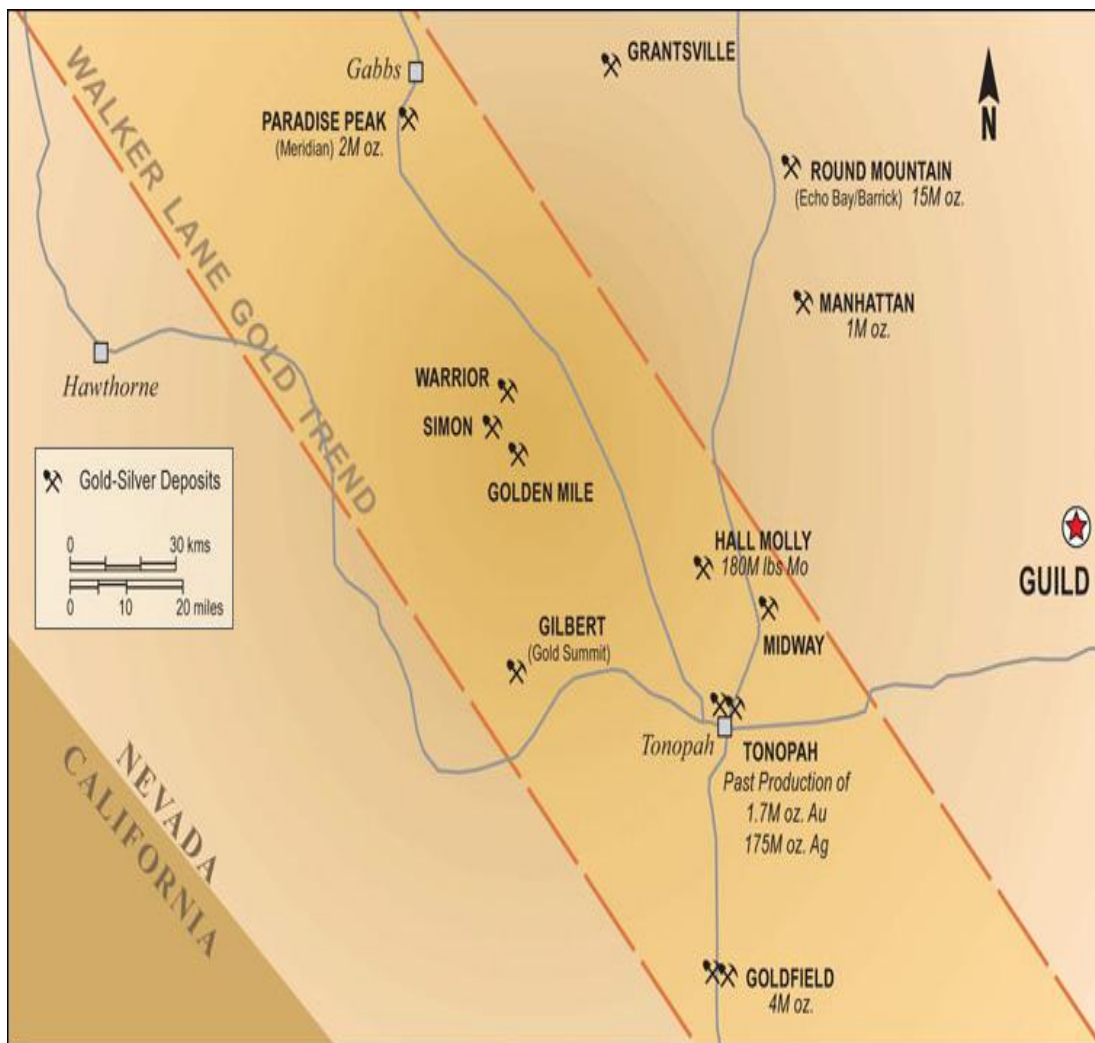 GRANTSVILLE
Gabbs
WALKER LANE GOLD TREND
N
PARADISE PEAK
(Meridian) 2M oz.
ROUND MOUNTAIN
(Echo Bay/Barrick) 15M oz.
MANHATTAN
1M oz.
Hawthorne
WARRIOR
SIMON
GOLDEN MILE
Gold-Silver Deposits
0 30 kms
0 10 20 miles
HALL MOLLY
180M lbs Mo
GUILD
GILBERT
(Gold Summit)
MIDWAY
Tonopah
TONOPAH
Past Production of
1.7M oz. Au
175M oz. Ag
NEVADA
CALIFORNIA
GOLDFIELD
4M oz.